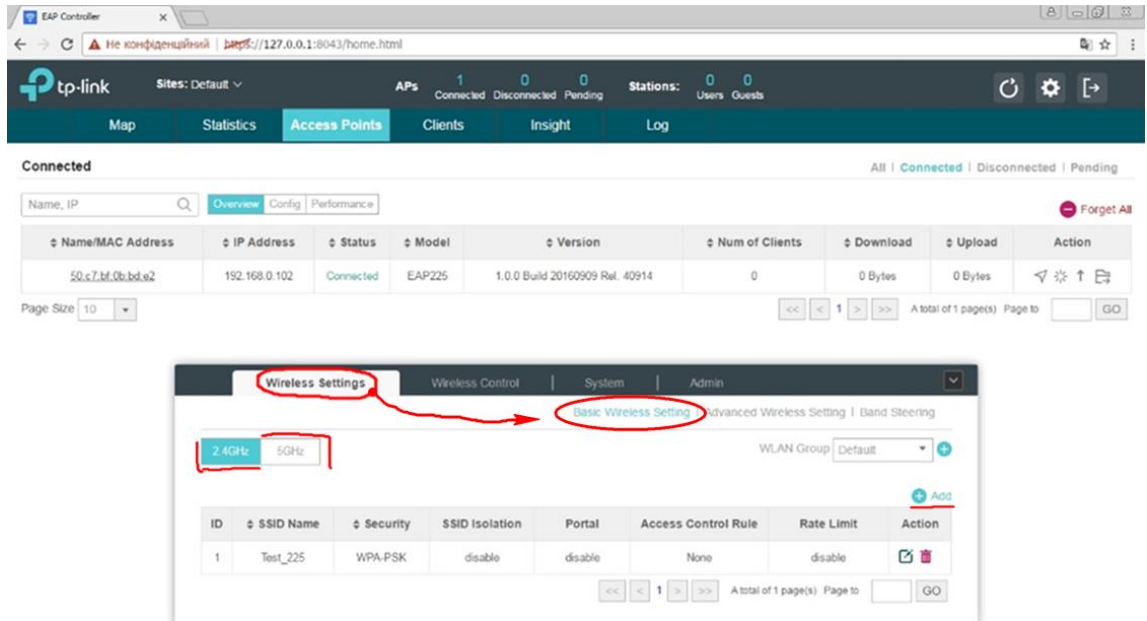 EAP Controller
Не конфіденційний | https://127.0.0.1:8043/home.html
tp-link Sites: Default APs 1 Connected 0 Disconnected 0 Pending Stations: 0 Users 0 Guests
Map Statistics Access Points Clients Insight Log
Connected All | Connected | Disconnected | Pending
Name, IP Overview Config Performance Forget All
Name/MAC Address IP Address Status Model Version Num of Clients Download Upload Action
50:c7:bf:0b:bd:e2 192.168.0.102 Connected EAP225 1.0.0 Build 20160909 Rel. 40914 0 0 Bytes 0 Bytes
Page Size 10 << < 1 > >> A total of 1 page(s) Page to GO
Wireless Settings Wireless Control | System | Admin
Basic Wireless Setting | Advanced Wireless Setting | Band Steering
2.4GHz 5GHz WLAN Group Default
Add
ID SSID Name Security SSID Isolation Portal Access Control Rule Rate Limit Action
1 Test_225 WPA-PSK disable disable None disable
<< < 1 > >> A total of 1 page(s) Page to GO